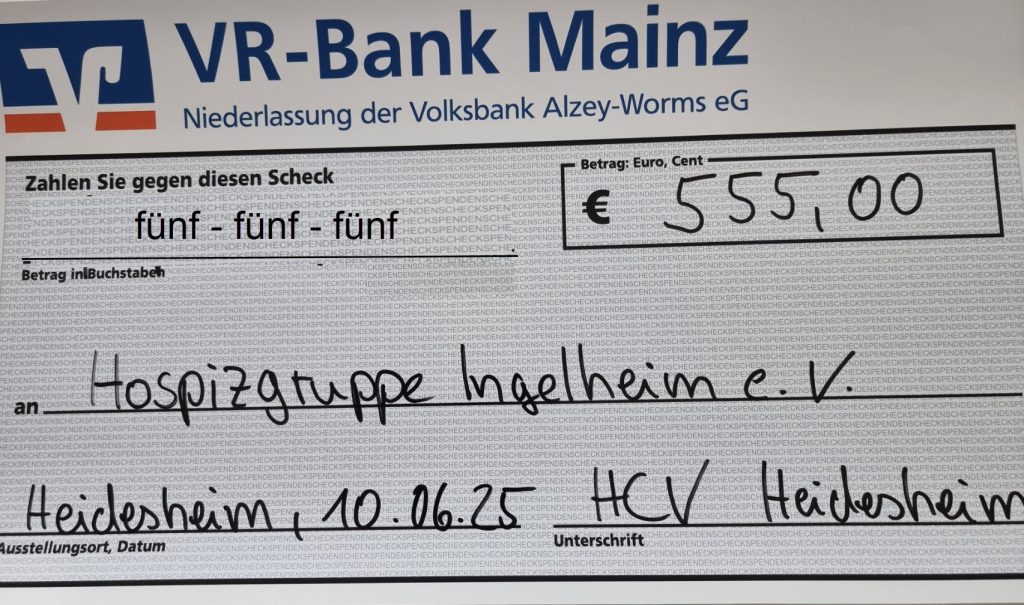 VR-Bank Mainz
Niederlassung der Volksbank Alzey-Worms eG
Zahlen Sie gegen diesen Scheck
Betrag: Euro, Cent
€ 555,00
fünf - fünf - fünf
Betrag in Buchstaben
an Hospizgruppe Ingelheim e. V.
Heidesheim, 10.06.25 HCV Heidesheim
Ausstellungsort, Datum Unterschrift